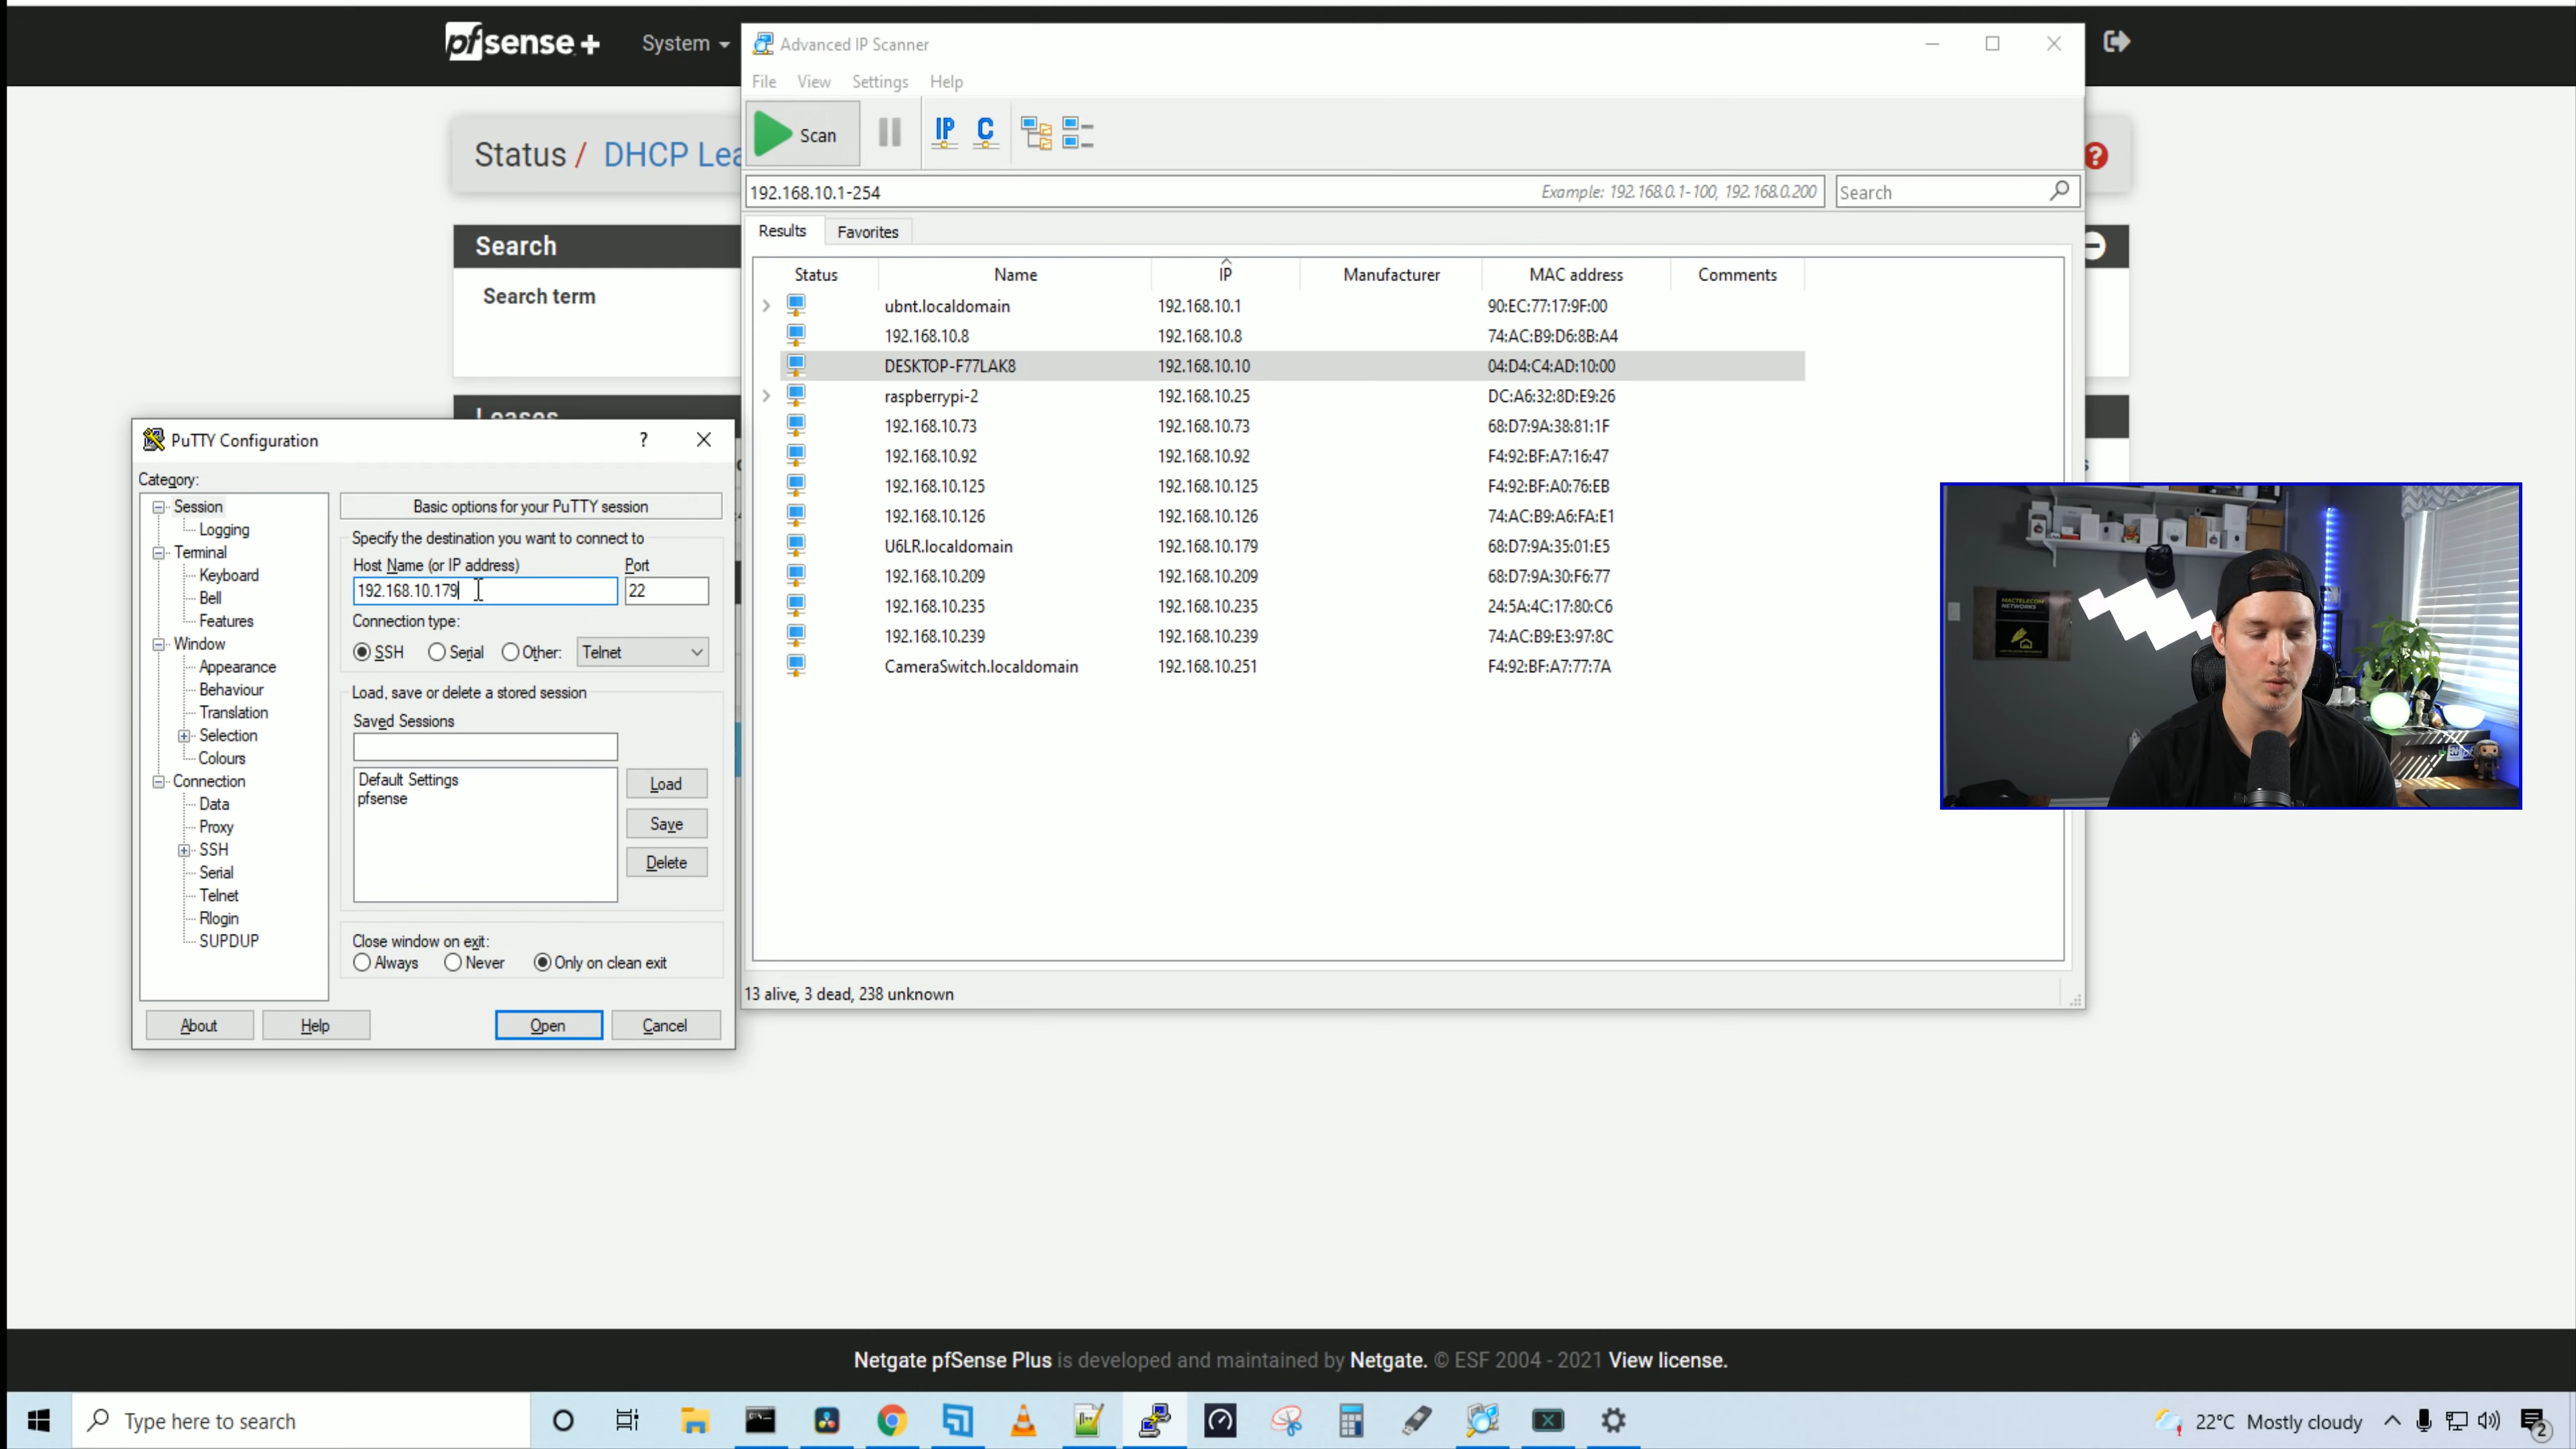 pfsense +
System
Advanced IP Scanner
File View Settings Help
Scan
IP C
Status / DHCP Lea
192.168.10.1-254
Example: 192.168.0.1-100, 192.168.0.200
Search
Results Favorites
Search
Search term
Leases
Status Name IP Manufacturer MAC address Comments
ubnt.localdomain 192.168.10.1 90:EC:77:17:9F:00
192.168.10.8 192.168.10.8 74:AC:B9:D6:8B:A4
DESKTOP-F77LAK8 192.168.10.10 04:D4:C4:AD:10:00
raspberrypi-2 192.168.10.25 DC:A6:32:8D:E9:26
192.168.10.73 192.168.10.73 68:D7:9A:38:81:1F
192.168.10.92 192.168.10.92 F4:92:BF:A7:16:47
192.168.10.125 192.168.10.125 F4:92:BF:A0:76:EB
192.168.10.126 192.168.10.126 74:AC:B9:A6:FA:E1
U6LR.localdomain 192.168.10.179 68:D7:9A:35:01:E5
192.168.10.209 192.168.10.209 68:D7:9A:30:F6:77
192.168.10.235 192.168.10.235 24:5A:4C:17:80:C6
192.168.10.239 192.168.10.239 74:AC:B9:E3:97:8C
CameraSwitch.localdomain 192.168.10.251 F4:92:BF:A7:77:7A
13 alive, 3 dead, 238 unknown
PuTTY Configuration ?
Category:
Session
Logging
Terminal
Keyboard
Bell
Features
Window
Appearance
Behaviour
Translation
Selection
Colours
Connection
Data
Proxy
SSH
Serial
Telnet
Rlogin
SUPDUP
Basic options for your PuTTY session
Specify the destination you want to connect to
Host Name (or IP address) Port
192.168.10.179 22
Connection type:
SSH Serial Other: Telnet
Load, save or delete a stored session
Saved Sessions
Default Settings
pfsense
Load
Save
Delete
Close window on exit:
Always Never Only on clean exit
About Help Open Cancel
MACTELECOM
NETWORKS
Netgate pfSense Plus is developed and maintained by Netgate. © ESF 2004 - 2021 View license.
Type here to search
22°C Mostly cloudy
2